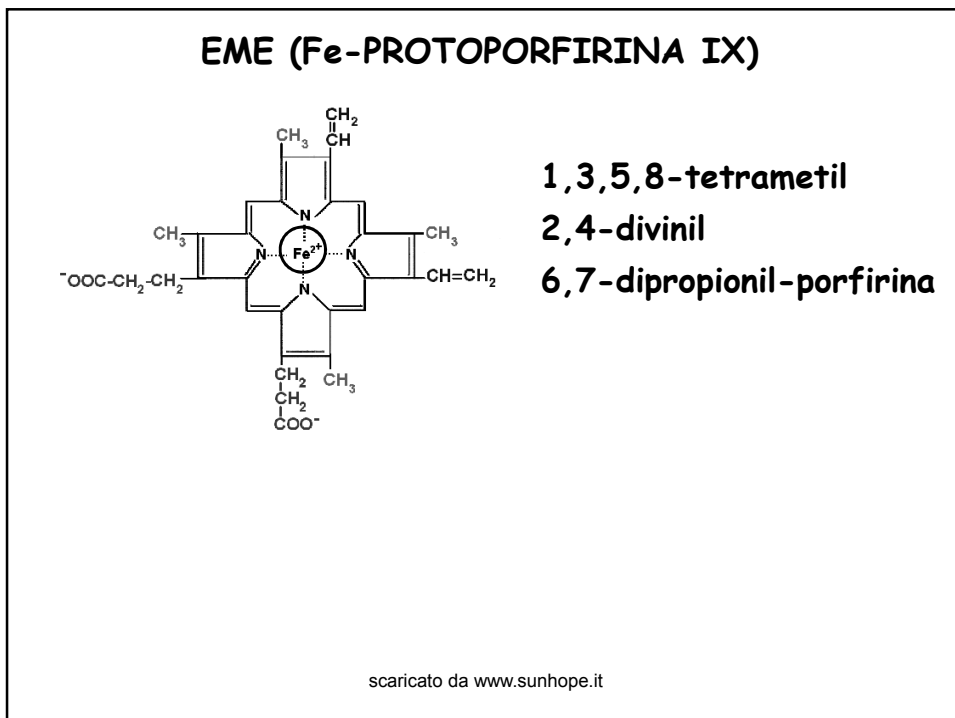 EME (Fe-PROTOPORFIRINA IX)
CH₂
CH₃ CH
N
CH₃ N Fe²⁺ N CH₃
⁻OOC-CH₂-CH₂ CH=CH₂
N
CH₂ CH₃
CH₂
COO⁻
1,3,5,8-tetrametil
2,4-divinil
6,7-dipropionil-porfirina
scaricato da www.sunhope.it